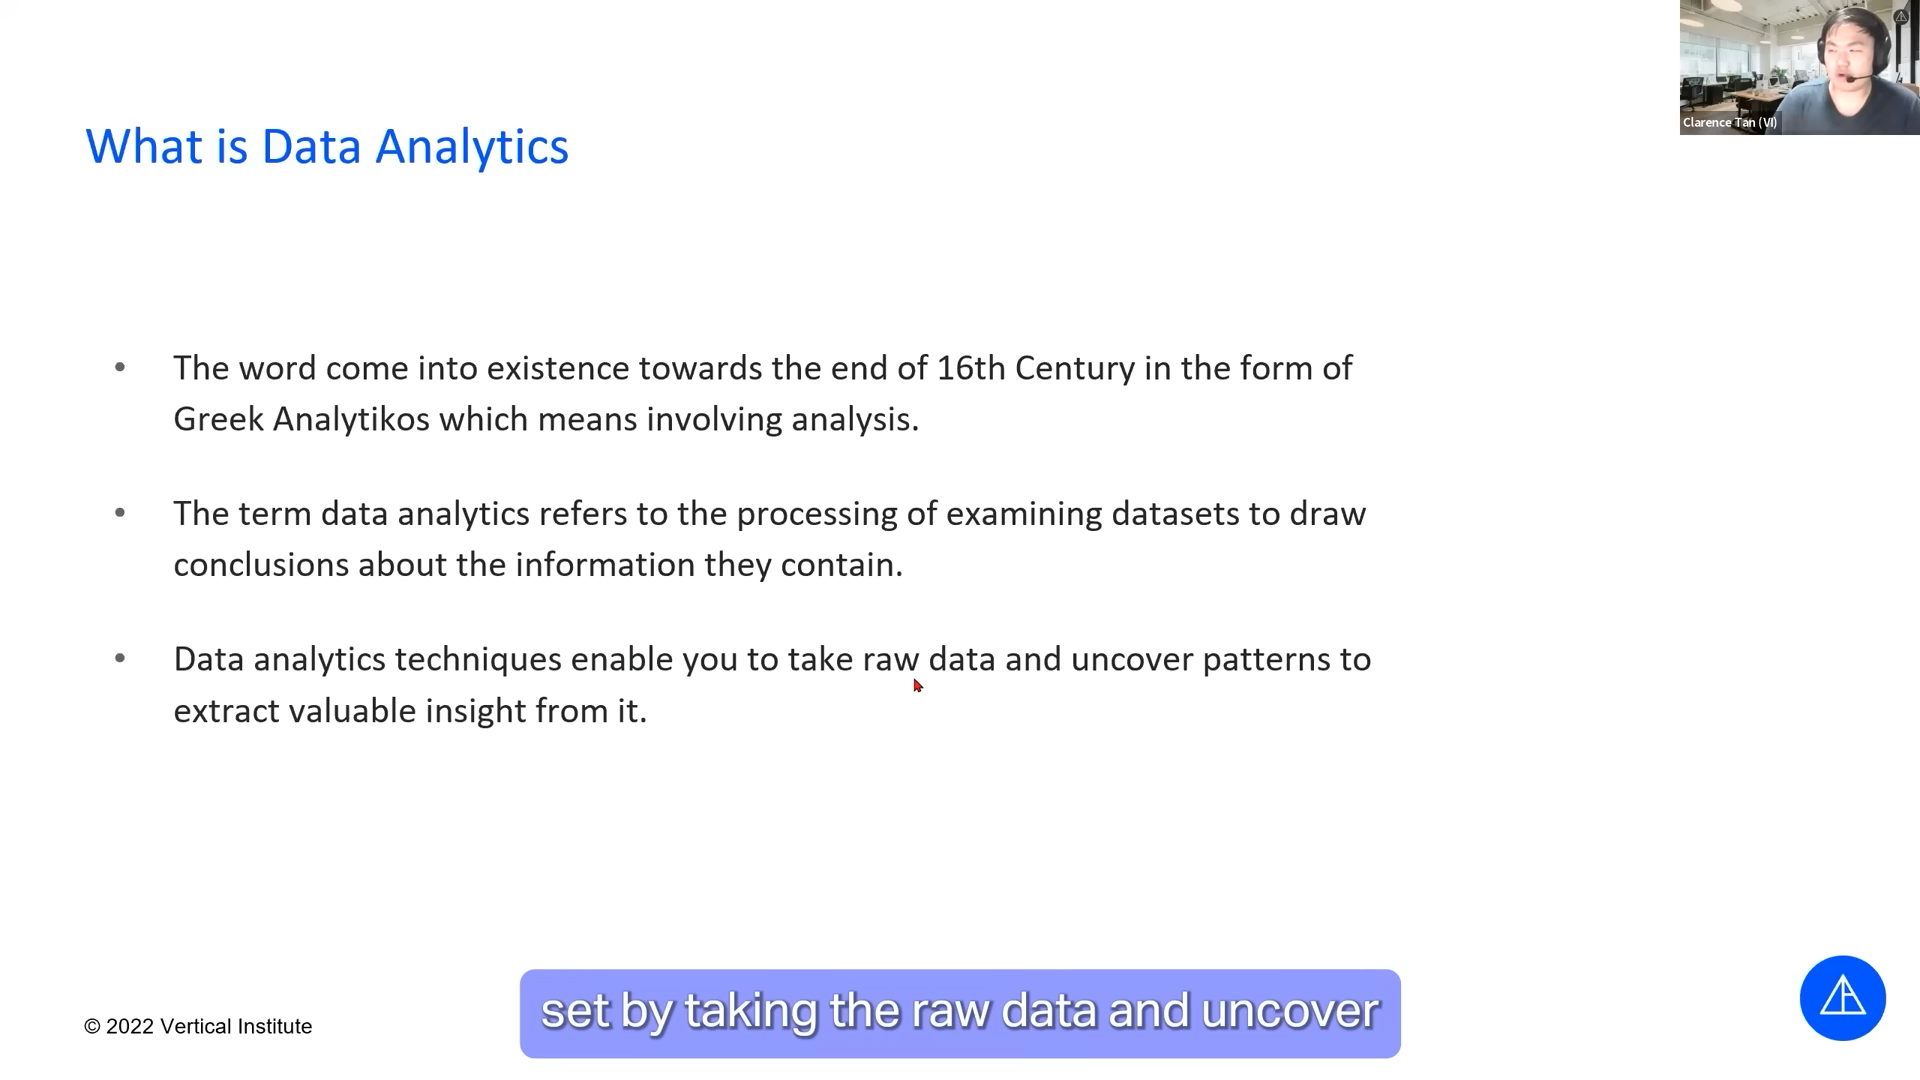 Clarence Tan (VI)
What is Data Analytics
• The word come into existence towards the end of 16th Century in the form of
Greek Analytikos which means involving analysis.
• The term data analytics refers to the processing of examining datasets to draw
conclusions about the information they contain.
• Data analytics techniques enable you to take raw data and uncover patterns to
extract valuable insight from it.
set by taking the raw data and uncover
© 2022 Vertical Institute